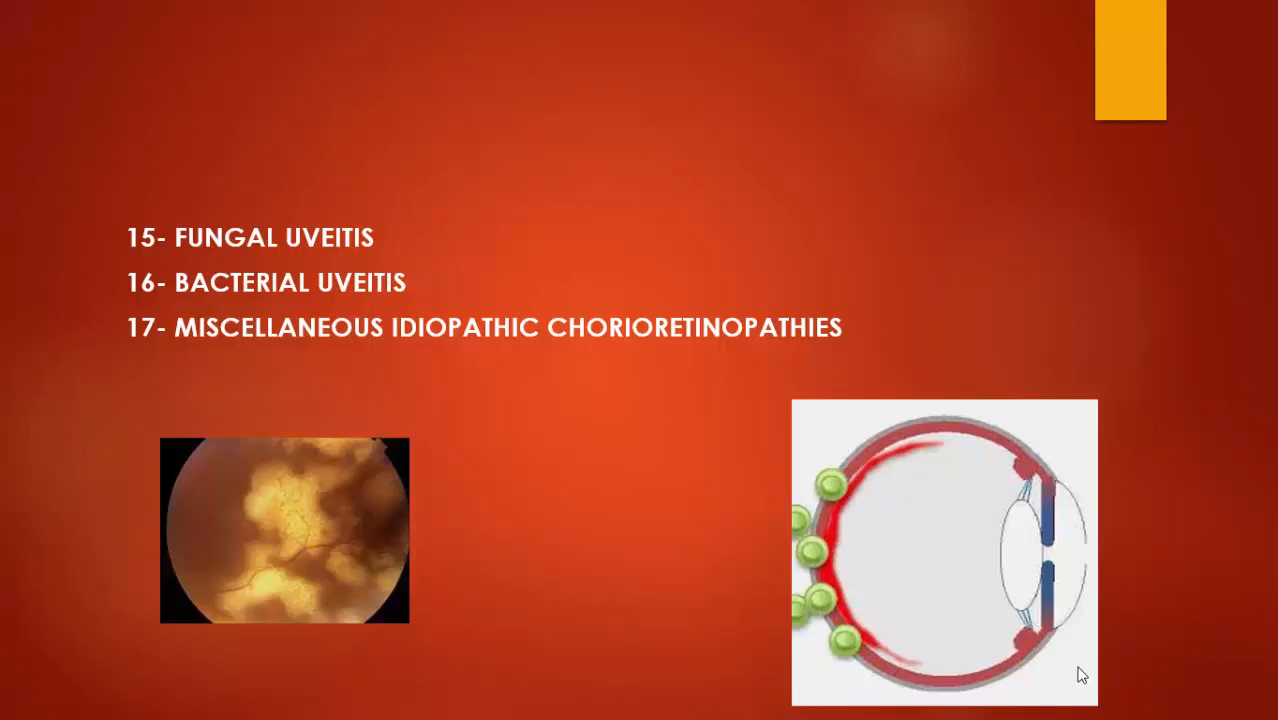 15- FUNGAL UVEITIS
16- BACTERIAL UVEITIS
17- MISCELLANEOUS IDIOPATHIC CHORIORETINOPATHIES